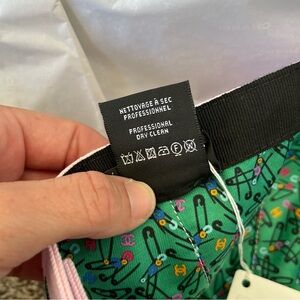 NETTOYAGE À SEC
PROFESSIONNEL
PROFESSIONAL
DRY CLEAN